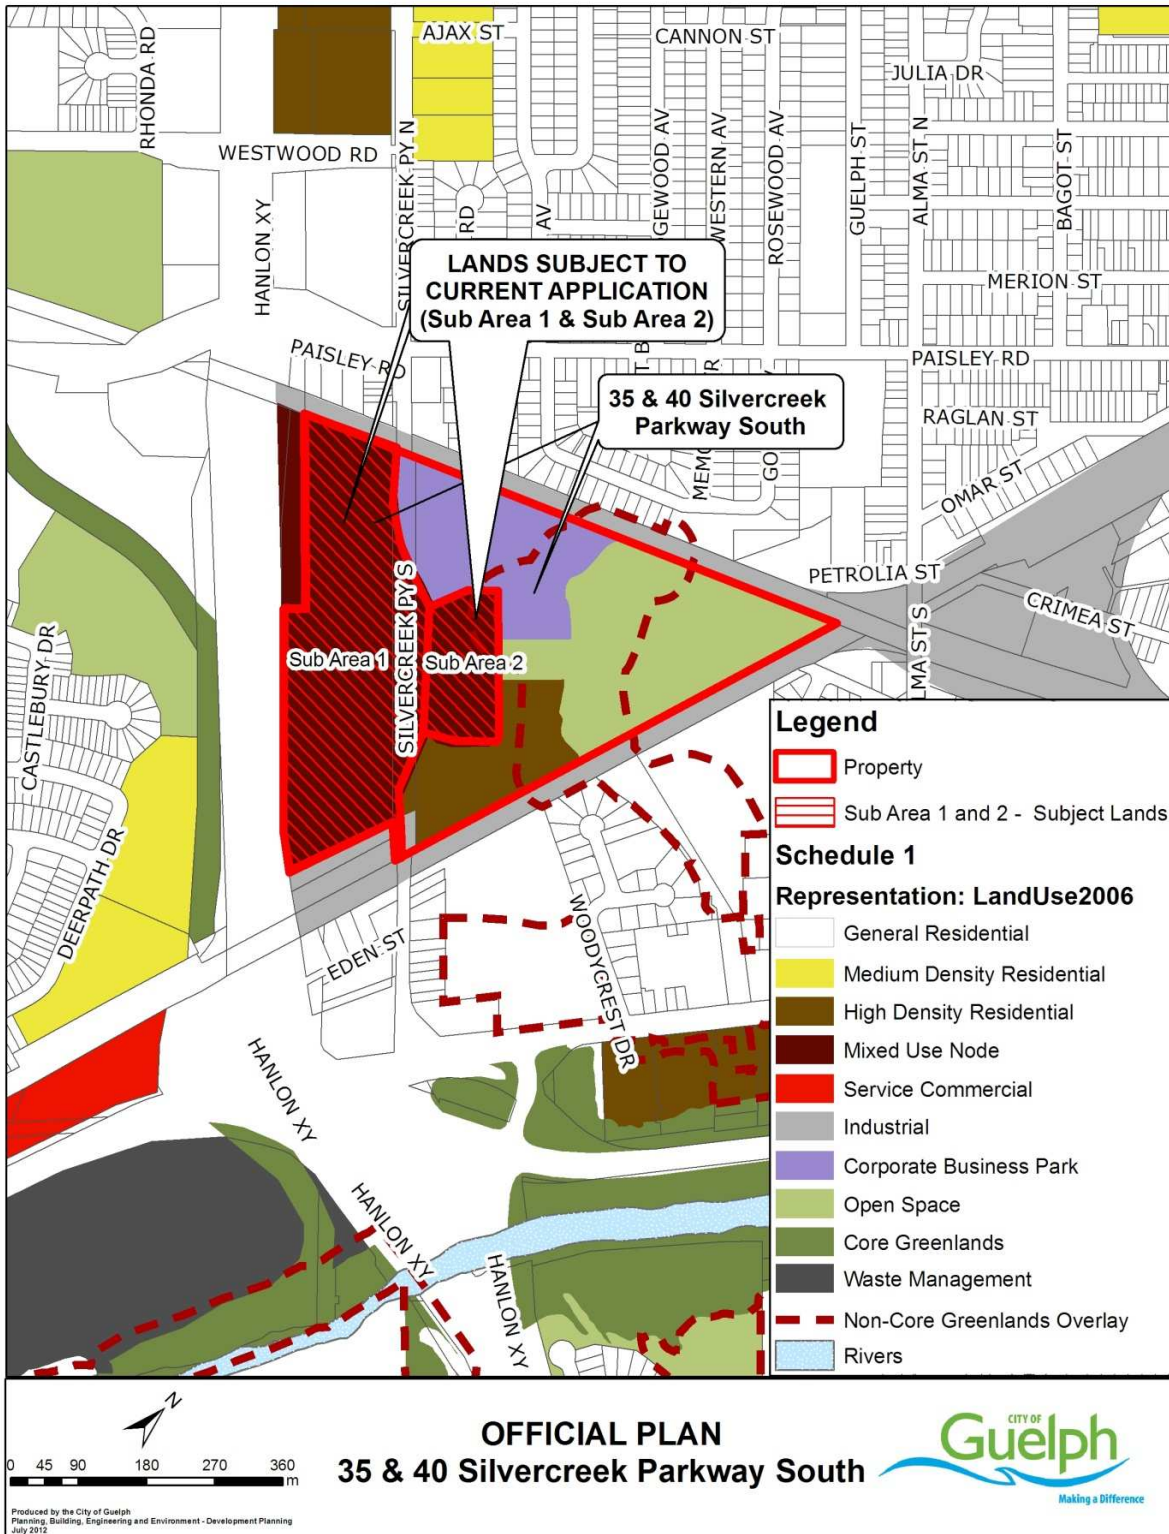 AJAX ST
CANNON ST
RHONDA RD
JULIA DR
WESTWOOD RD
HANLON XY
SILVERCREEK PY N
RD
AV
GEWOOD AV
WESTERN AV
ROSEWOOD AV
GUELPH ST
ALMA ST N
BAGOT ST
MERION ST
LANDS SUBJECT TO
CURRENT APPLICATION
(Sub Area 1 & Sub Area 2)
PAISLEY RD
PAISLEY RD
35 & 40 Silvercreek
Parkway South
RAGLAN ST
OMAR ST
PETROLIA ST
CRIMEA ST
LMA ST S
SILVERCREEK PY S
Sub Area 1
Sub Area 2
CASTLEBURY DR
DEERPATH DR
EDEN ST
WOODYCREST DR
HANLON XY
HANLON XY
HANLON XY
Legend
Property
Sub Area 1 and 2 - Subject Lands
Schedule 1
Representation: LandUse2006
General Residential
Medium Density Residential
High Density Residential
Mixed Use Node
Service Commercial
Industrial
Corporate Business Park
Open Space
Core Greenlands
Waste Management
Non-Core Greenlands Overlay
Rivers
N
0 45 90 180 270 360
m
Produced by the City of Guelph
Planning, Building, Engineering and Environment - Development Planning
July 2012
OFFICIAL PLAN
35 & 40 Silvercreek Parkway South
CITY OF
Guelph
Making a Difference